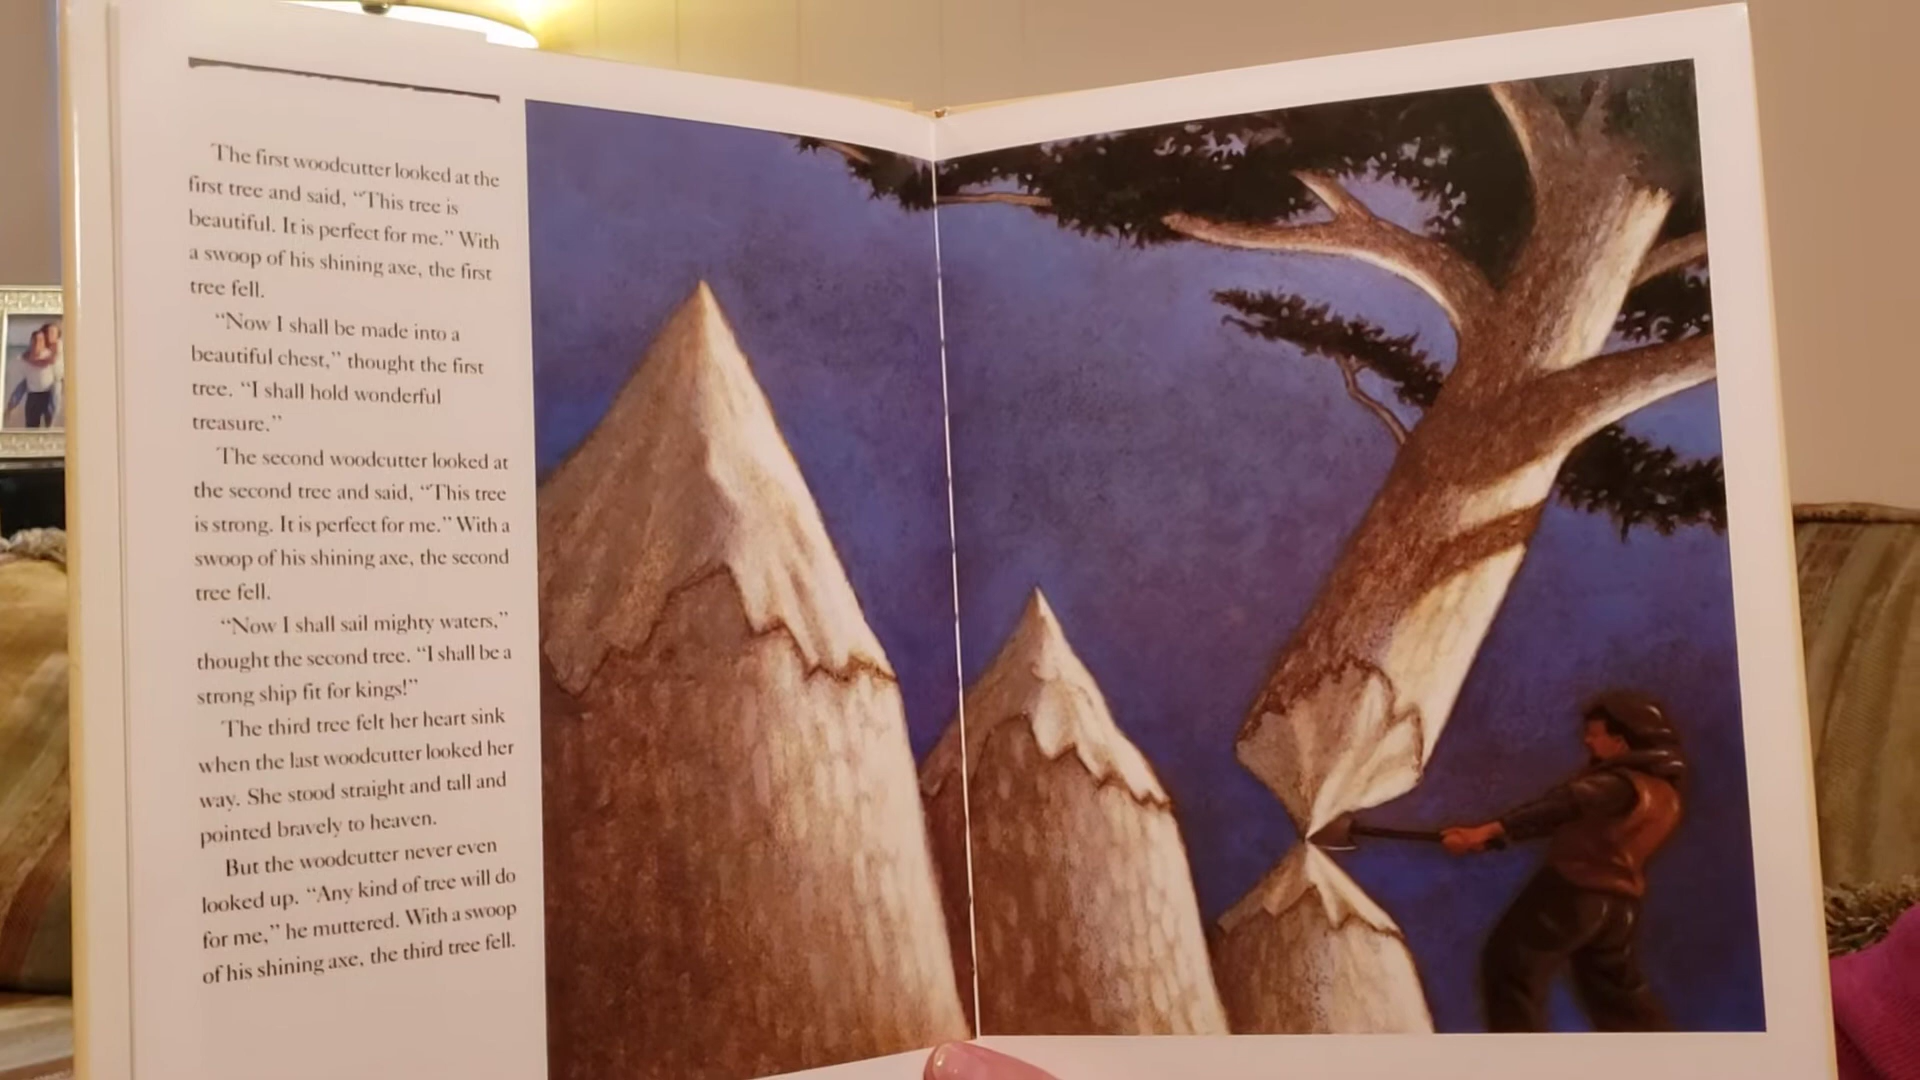 The first woodcutter looked at the
first tree and said, “This tree is
beautiful. It is perfect for me.” With
a swoop of his shining axe, the first
tree fell.
“Now I shall be made into a
beautiful chest,” thought the first
tree. “I shall hold wonderful
treasure.”
The second woodcutter looked at
the second tree and said, “This tree
is strong. It is perfect for me.” With a
swoop of his shining axe, the second
tree fell.
“Now I shall sail mighty waters,”
thought the second tree. “I shall be a
strong ship fit for kings!”
The third tree felt her heart sink
when the last woodcutter looked her
way. She stood straight and tall and
pointed bravely to heaven.
But the woodcutter never even
looked up. “Any kind of tree will do
for me,” he muttered. With a swoop
of his shining axe, the third tree fell.